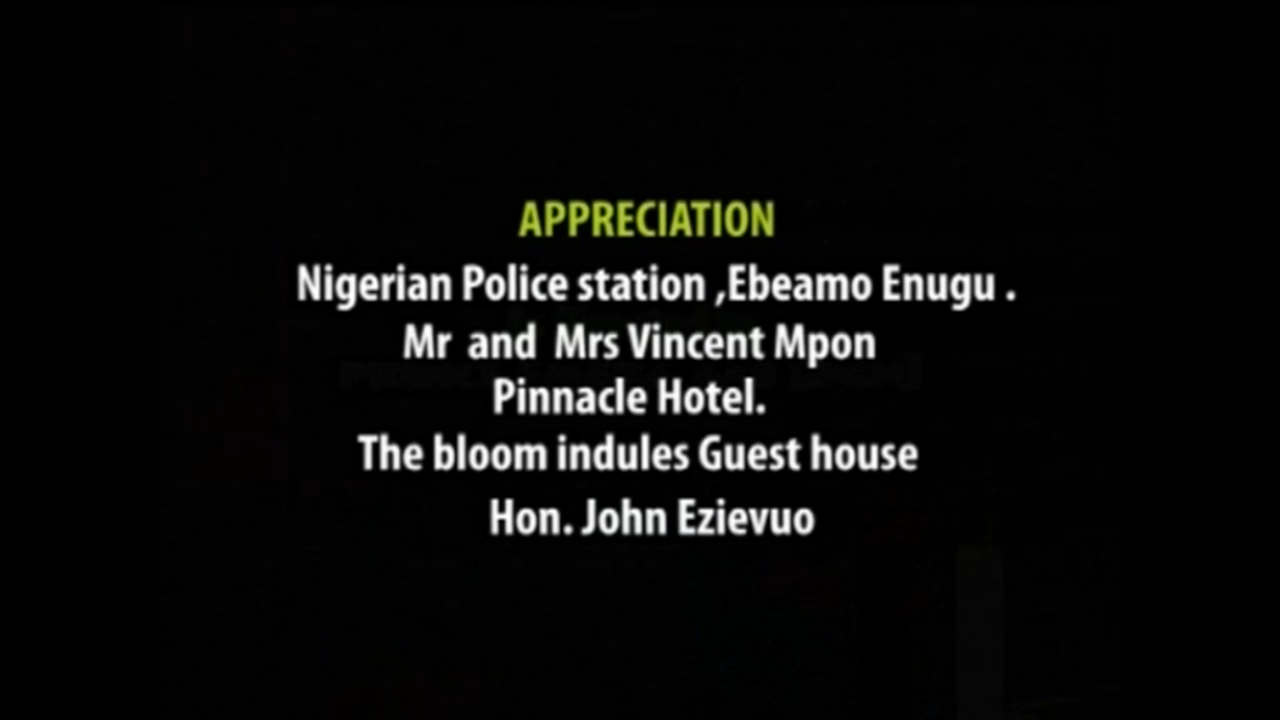 APPRECIATION
Nigerian Police station ,Ebeamo Enugu .
Mr and Mrs Vincent Mpon
Pinnacle Hotel.
The bloom indules Guest house
Hon. John Ezievuo